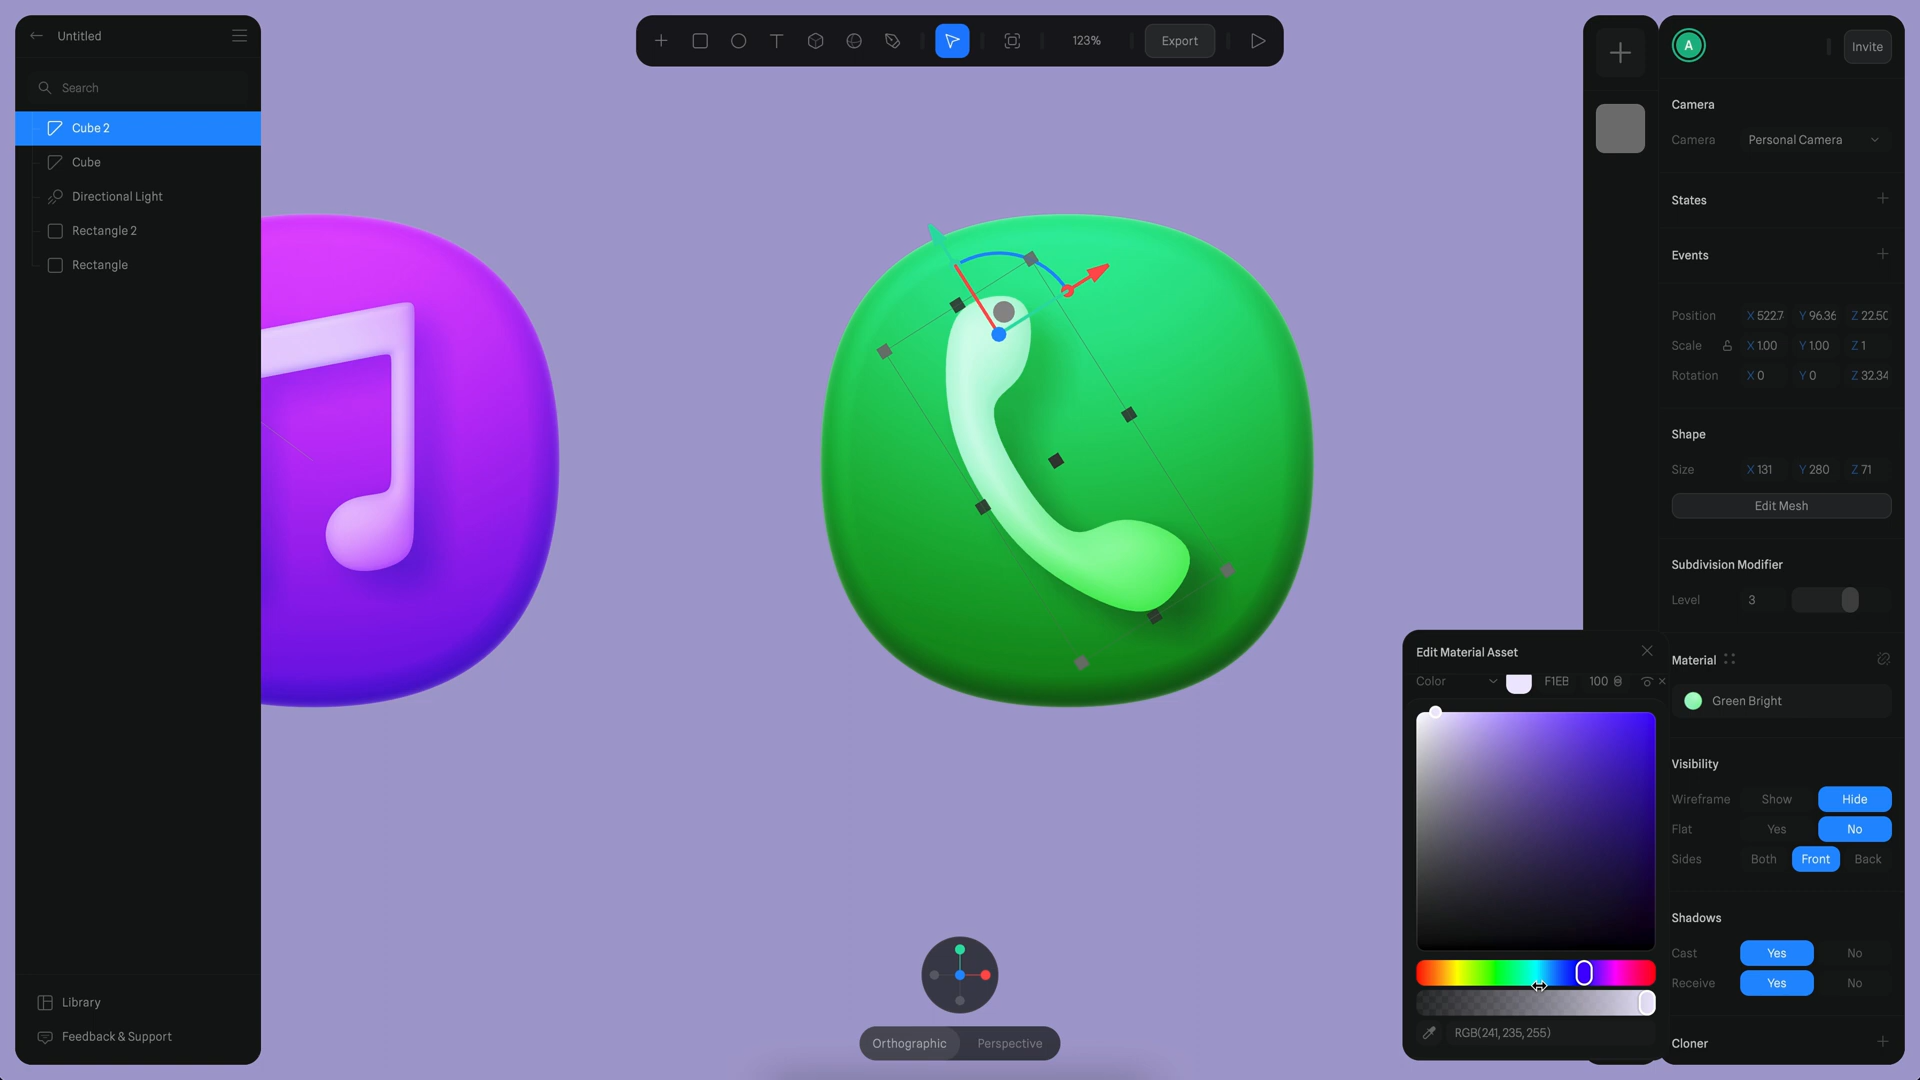 Untitled
Search
Cube 2
Cube
Directional Light
Rectangle 2
Rectangle
Library
Feedback & Support
123%
Export
Orthographic
Perspective
A
Invite
Camera
Camera Personal Camera
States
Events
Position X 522.7 Y 96.36 Z 22.50
Scale X 1.00 Y 1.00 Z 1
Rotation X 0 Y 0 Z 32.34
Shape
Size X 131 Y 280 Z 71
Edit Mesh
Subdivision Modifier
Level 3
Material
Green Bright
Visibility
Wireframe Show Hide
Flat Yes No
Sides Both Front Back
Shadows
Cast Yes No
Receive Yes No
Cloner
Edit Material Asset
Color F1EB 100
RGB(241, 235, 255)